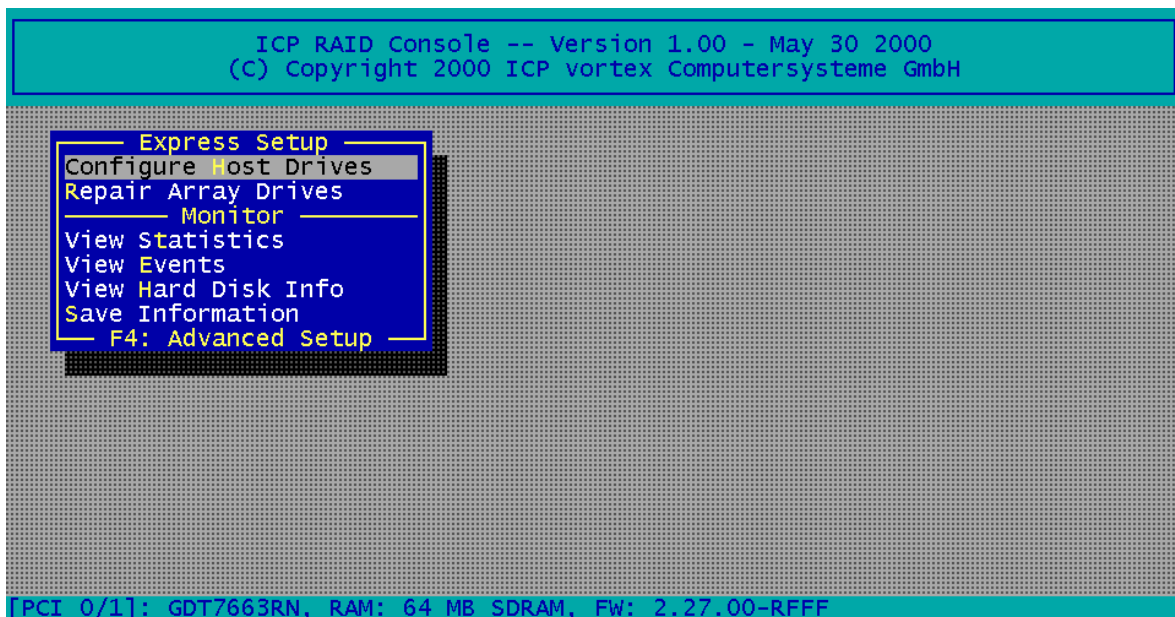 ICP RAID Console -- Version 1.00 - May 30 2000
(C) Copyright 2000 ICP vortex Computersysteme GmbH
Express Setup
Configure Host Drives
Repair Array Drives
Monitor
View Statistics
View Events
View Hard Disk Info
Save Information
F4: Advanced Setup
[PCI 0/1]: GDT7663RN, RAM: 64 MB SDRAM, FW: 2.27.00-RFFF